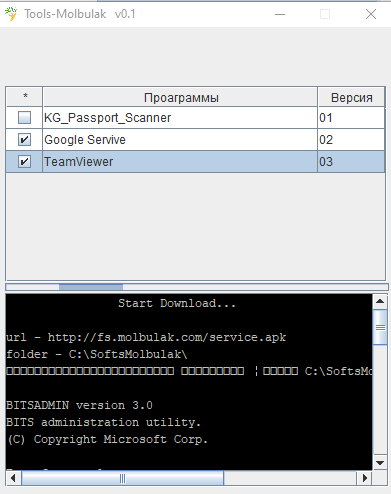 Tools-Molbulak v0.1
* Проаграммы Версия
KG_Passport_Scanner 01
Google Servive 02
TeamViewer 03
Start Download...
url - http://fs.molbulak.com/service.apk
folder - C:\SoftsMolbulak\
C:\SoftsMo
BITSADMIN version 3.0
BITS administration utility.
(C) Copyright Microsoft Corp.